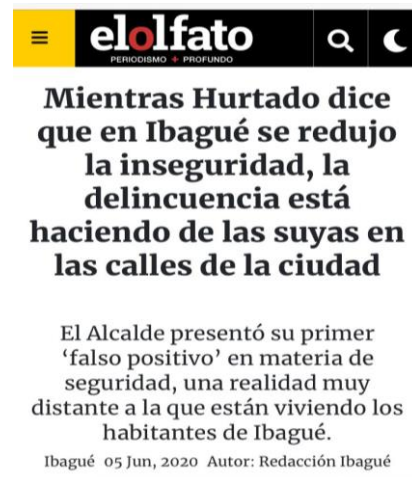 elolfato
PERIODISMO + PROFUNDO
Mientras Hurtado dice
que en Ibagué se redujo
la inseguridad, la
delincuencia está
haciendo de las suyas en
las calles de la ciudad
El Alcalde presentó su primer
‘falso positivo’ en materia de
seguridad, una realidad muy
distante a la que están viviendo los
habitantes de Ibagué.
Ibagué 05 Jun, 2020 Autor: Redacción Ibagué